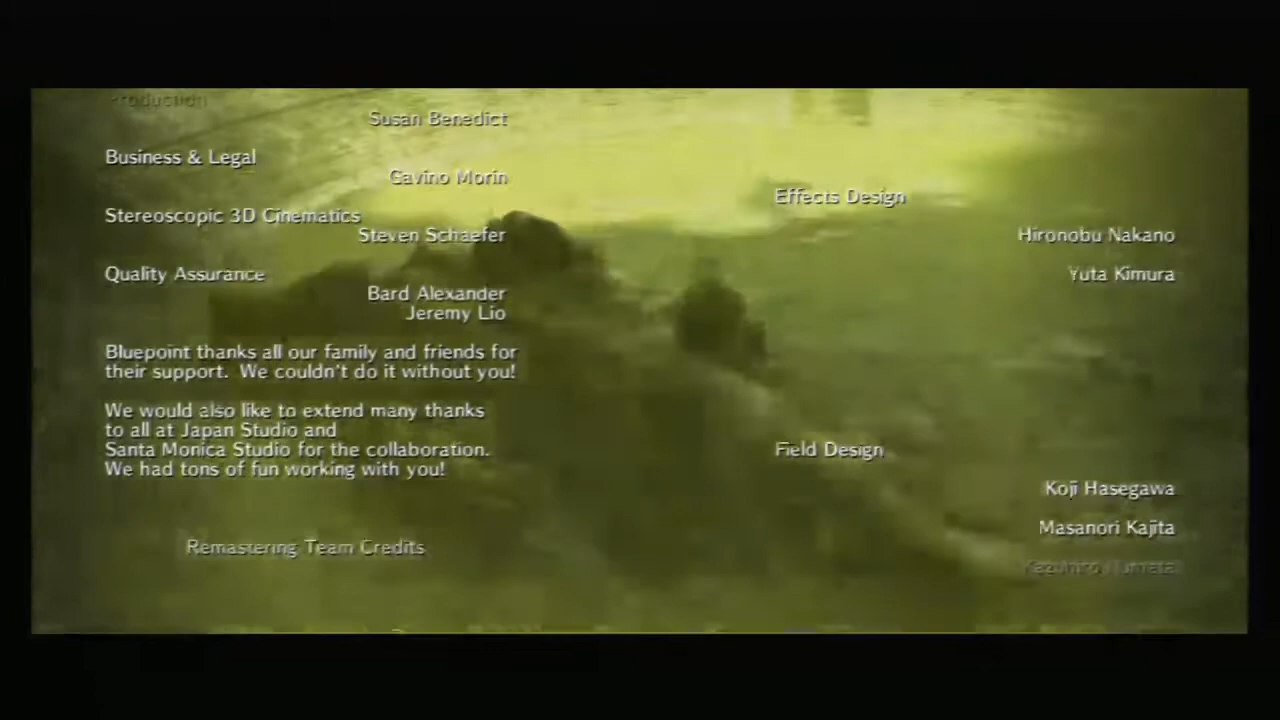 Production
Susan Benedict
Business & Legal
Gavino Morin
Stereoscopic 3D Cinematics
Steven Schaefer
Quality Assurance
Bard Alexander
Jeremy Lio
Bluepoint thanks all our family and friends for
their support. We couldn't do it without you!
We would also like to extend many thanks
to all at Japan Studio and
Santa Monica Studio for the collaboration.
We had tons of fun working with you!
Remastering Team Credits
Effects Design
Hironobu Nakano
Yuta Kimura
Field Design
Koji Hasegawa
Masanori Kajita